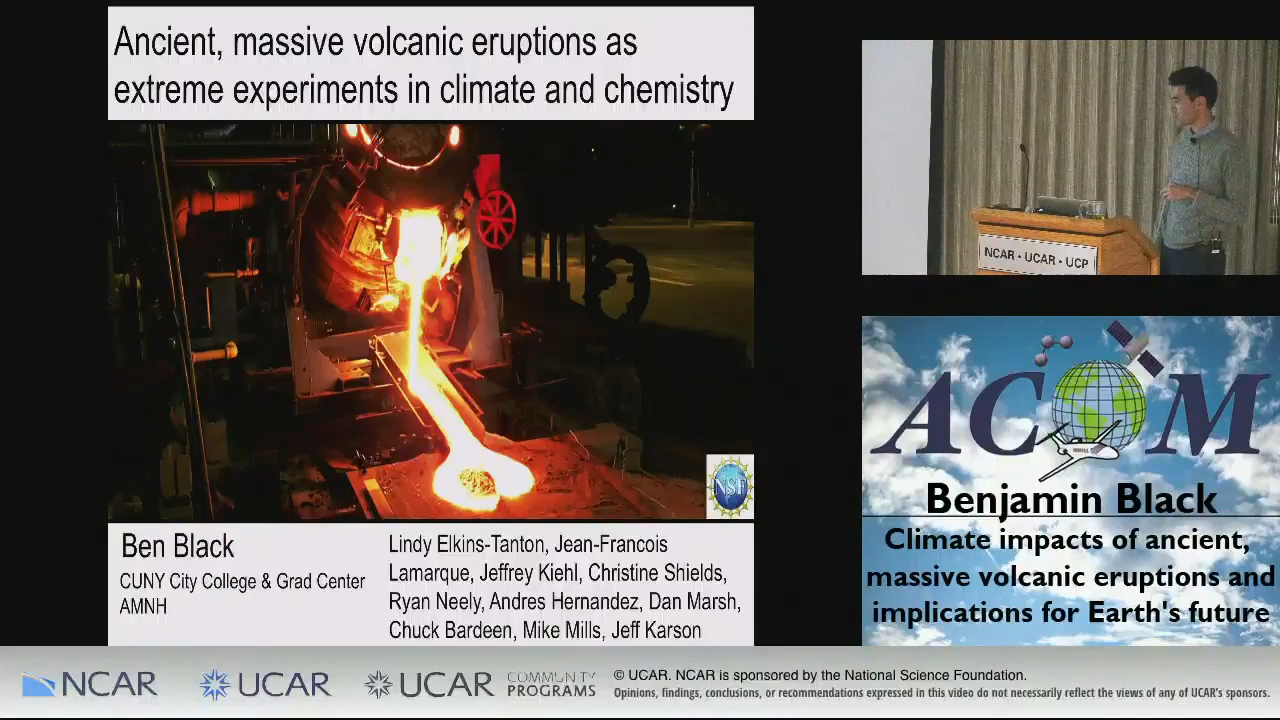 Ancient, massive volcanic eruptions as
extreme experiments in climate and chemistry
NSF
Ben Black
CUNY City College & Grad Center
AMNH
Lindy Elkins-Tanton, Jean-Francois
Lamarque, Jeffrey Kiehl, Christine Shields,
Ryan Neely, Andres Hernandez, Dan Marsh,
Chuck Bardeen, Mike Mills, Jeff Karson
NCAR • UCAR • UCP
ACOM
Benjamin Black
Climate impacts of ancient,
massive volcanic eruptions and
implications for Earth's future
NCAR
UCAR
UCAR
COMMUNITY
PROGRAMS
© UCAR. NCAR is sponsored by the National Science Foundation.
Opinions, findings, conclusions, or recommendations expressed in this video do not necessarily reflect the views of any of UCAR's sponsors.